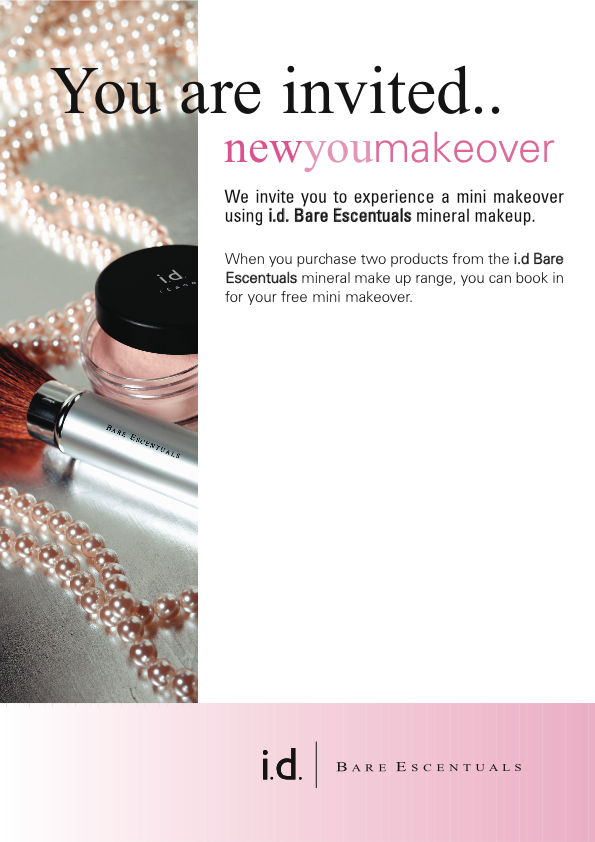 You are invited..
newyoumakeover
We invite you to experience a mini makeover
using i.d. Bare Escentuals mineral makeup.
When you purchase two products from the i.d Bare
Escentuals mineral make up range, you can book in
for your free mini makeover.
i.d.
BARE ESCENTUALS
i.d. BARE ESCENTUALS